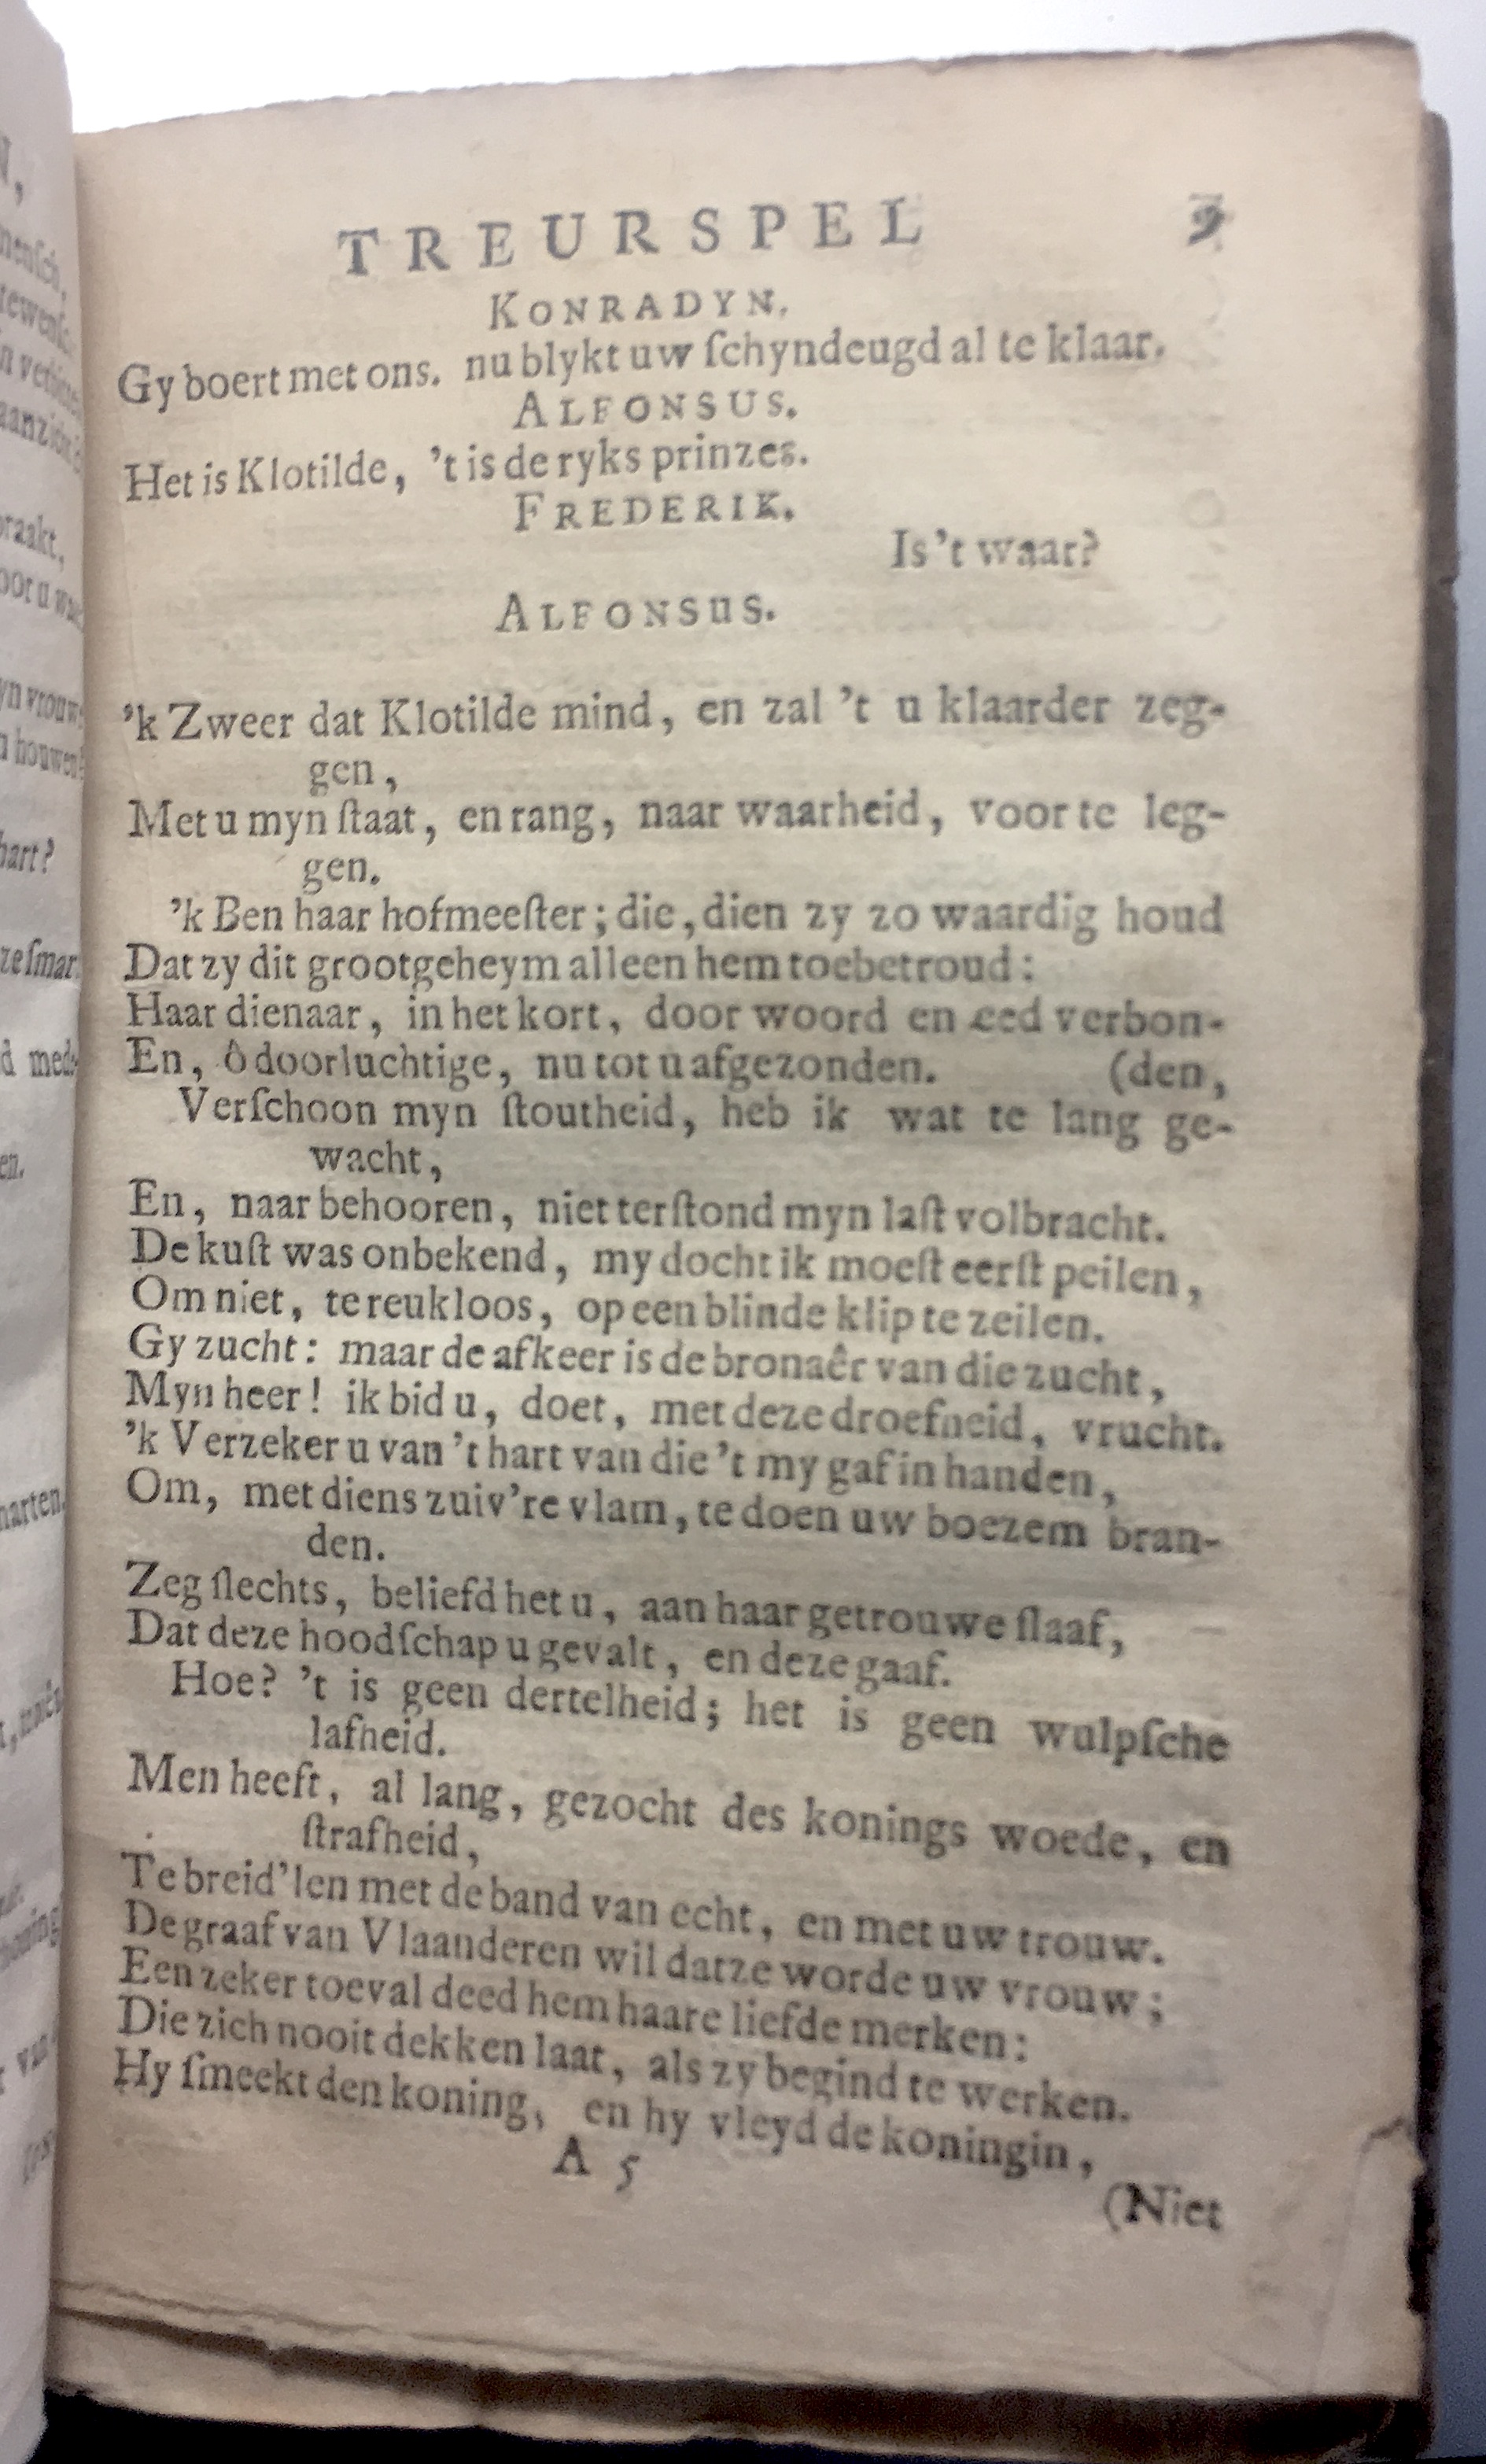 TREURSPEL 9
KONRADYN.
Gy boert met ons. nu blykt uw ſchyndeugd al te klaar.
ALFONSUS.
Het is Klotilde, 't is de ryks prinzes.
FREDERIK.
Is 't waar?
ALFONSUS.
'k Zweer dat Klotilde mind, en zal 't u klaarder zeg-
gen,
Met u myn ſtaat, en rang, naar waarheid, voor te leg-
gen.
'k Ben haar hofmeeſter; die, dien zy zo waardig houd
Dat zy dit groot geheym alleen hem toebetroud:
Haar dienaar, in het kort, door woord en eed verbon-
En, ô doorluchtige, nu tot u afgezonden. (den,
Verſchoon myn ſtoutheid, heb ik wat te lang ge-
wacht,
En, naar behooren, niet terſtond myn laſt volbracht.
De kuſt was onbekend, my docht ik moeſt eerſt peilen,
Om niet, te reukloos, op een blinde klip te zeilen.
Gy zucht: maar de afkeer is de bronaêr van die zucht,
Myn heer! ik bid u, doet, met deze droefheid, vrucht.
'k Verzeker u van 't hart van die 't my gaf in handen,
Om, met diens zuiv're vlam, te doen uw boezem bran-
den.
Zeg ſlechts, beliefd het u, aan haar getrouwe ſlaaf,
Dat deze hoodſchap u gevalt, en deze gaaf.
Hoe? 't is geen dertelheid; het is geen wulpſche
lafheid.
Men heeft, al lang, gezocht des konings woede, en
ſtrafheid,
Te breid'len met de band van echt, en met uw trouw.
De graaf van Vlaanderen wil datze worde uw vrouw;
Een zeker toeval deed hem haare liefde merken:
Die zich nooit dekken laat, als zy begind te werken.
Hy ſmeekt den koning, en hy vleyd de koningin,
A 5
(Niet